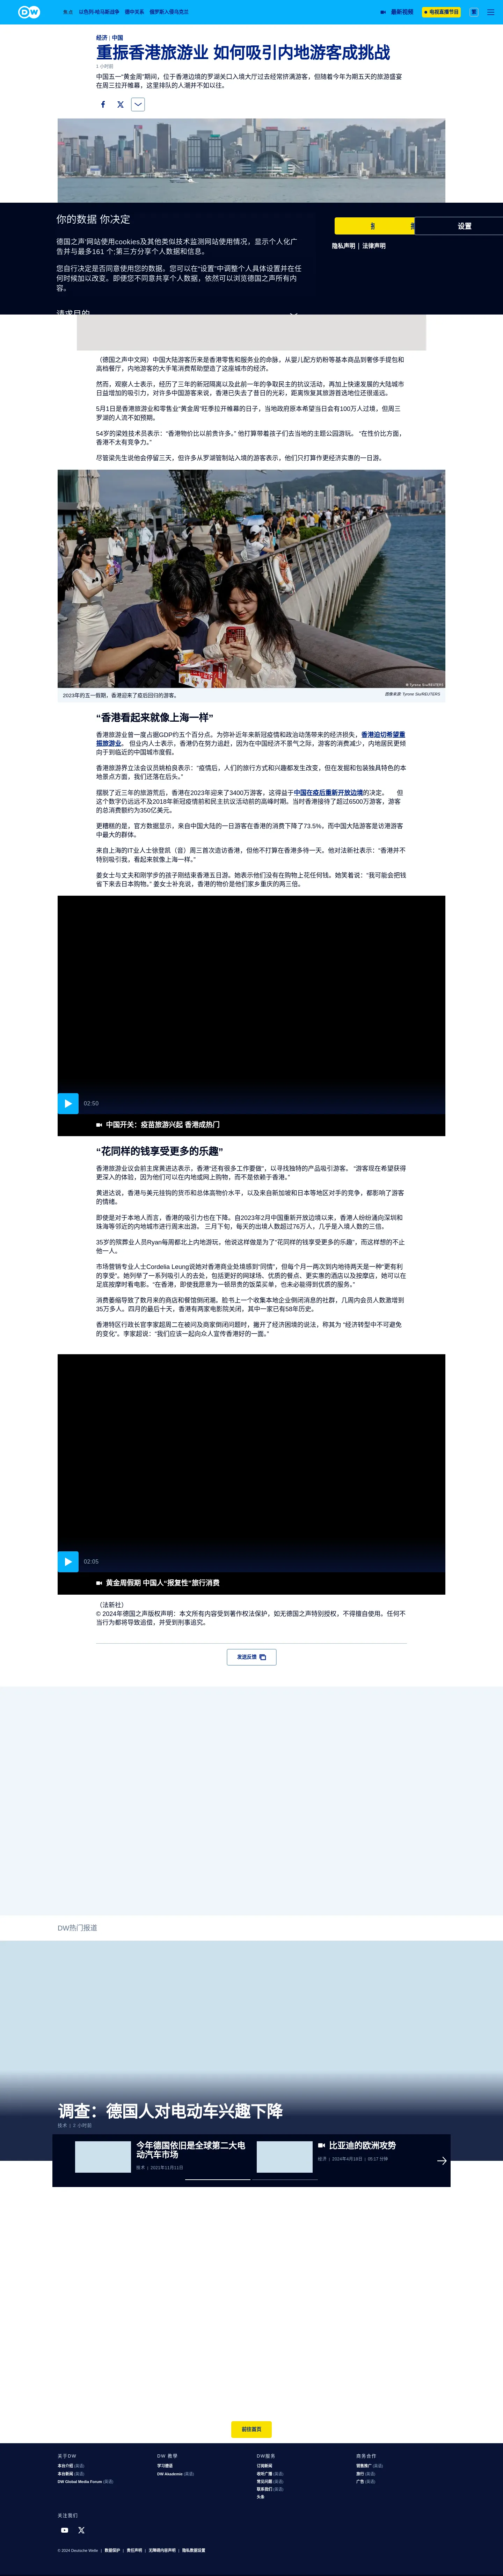 DW
焦点 以色列-哈马斯战争 德中关系 俄罗斯入侵乌克兰
最新视频
电视直播节目
繁
经济 | 中国
重振香港旅游业 如何吸引内地游客成挑战
1 小时前
中国五一“黄金周”期间，位于香港边境的罗湖关口入境大厅过去经常挤满游客，但随着今年为期五天的旅游盛宴
在周三拉开帷幕，这里排队的人潮并不如以往。
你的数据 你决定
德国之声’网站使用cookies及其他类似技术监测网站使用情况，显示个人化广
告并与最多161 个;第三方分享个人数据和信息。
您自行决定是否同意使用您的数据。您可以在“设置”中调整个人具体设置并在任
何时候加以改变。即使您不同意共享个人数据，依然可以浏览德国之声所有内
容。
请求目的
设置
隐私声明 | 法律声明
（德国之声中文网）中国大陆游客历来是香港零售和服务业的命脉，从婴儿配方奶粉等基本商品到奢侈手提包和
高档餐厅，内地游客的大手笔消费帮助塑造了这座城市的经济。
然而，观察人士表示，经历了三年的新冠隔离以及此前一年的争取民主的抗议活动，再加上快速发展的大陆城市
日益增加的吸引力，对许多中国游客来说，香港已失去了昔日的光彩，距离恢复其旅游首选地位还很遥远。
5月1日是香港旅游业和零售业“黄金周”旺季拉开帷幕的日子，当地政府原本希望当日会有100万人过境，但周三
罗湖的人流不如预期。
54岁的梁姓技术员表示：“香港物价比以前贵许多。” 他打算带着孩子们去当地的主题公园游玩。 “在性价比方面，
香港不太有竞争力。”
尽管梁先生说他会停留三天，但许多从罗湖管制站入境的游客表示，他们只打算作更经济实惠的一日游。
© Tyrone Siu/REUTERS
2023年的五一假期，香港迎来了疫后回归的游客。
图像来源: Tyrone Siu/REUTERS
“香港看起来就像上海一样”
香港旅游业曾一度占据GDP约五个百分点。为弥补近年来新冠疫情和政治动荡带来的经济损失，香港迫切希望重
振旅游业。 但业内人士表示，香港仍在努力追赶，因为在中国经济不景气之际，游客的消费减少，内地居民更倾
向于到临近的中国城市度假。
香港旅游界立法会议员姚柏良表示：“疫情后，人们的旅行方式和兴趣都发生改变，但在发掘和包装独具特色的本
地景点方面，我们还落在后头。”
摆脱了近三年的旅游荒后，香港在2023年迎来了3400万游客，这得益于中国在疫后重新开放边境的决定。 但
这个数字仍远远不及2018年新冠疫情前和民主抗议活动前的高峰时期。当时香港接待了超过6500万游客，游客
的总消费额约为350亿美元。
更糟糕的是，官方数据显示，来自中国大陆的一日游客在香港的消费下降了73.5%，而中国大陆游客是访港游客
中最大的群体。
来自上海的IT业人士徐登凯（音）周三首次造访香港，但他不打算在香港多待一天。他对法新社表示：“香港并不
特别吸引我，看起来就像上海一样。”
姜女士与丈夫和刚学步的孩子刚结束香港五日游。她表示他们没有在购物上花任何钱。她笑着说：“我可能会把钱
省下来去日本购物。” 姜女士补充说，香港的物价是他们家乡重庆的两三倍。
02:50
中国开关：疫苗旅游兴起 香港成热门
“花同样的钱享受更多的乐趣”
香港旅游业议会前主席黄进达表示，香港“还有很多工作要做”，以寻找独特的产品吸引游客。 “游客现在希望获得
更深入的体验，因为他们可以在内地或网上购物，而不是依赖于香港。”
黄进达说，香港与美元挂钩的货币和总体高物价水平，以及来自新加坡和日本等地区对手的竞争，都影响了游客
的情绪。
即使是对于本地人而言，香港的吸引力也在下降。自2023年2月中国重新开放边境以来，香港人纷纷涌向深圳和
珠海等邻近的内地城市进行周末出游。 三月下旬，每天的出境人数超过76万人，几乎是入境人数的三倍。
35岁的殡葬业人员Ryan每周都北上内地游玩，他说这样做是为了“花同样的钱享受更多的乐趣”，而这样想的不止
他一人。
市场营销专业人士Cordelia Leung说她对香港商业处境感到“同情”，但每个月一两次到内地待两天是一种“更有利
的享受”。她列举了一系列吸引人的去处，包括更好的网球场、优质的餐点、更实惠的酒店以及按摩店，她可以在
足底按摩时看电影。 “在香港，即使我愿意为一顿顿昂贵的饭菜买单，也未必能得到优质的服务。”
消费萎缩导致了数月来的商店和餐馆倒闭潮。脸书上一个收集本地企业倒闭消息的社群，几周内会员人数激增到
35万多人。四月的最后十天，香港有两家电影院关闭，其中一家已有58年历史。
香港特区行政长官李家超周二在被问及商家倒闭问题时，撇开了经济困境的说法，称其为 “经济转型中不可避免
的变化”。李家超说：“我们应该一起向众人宣传香港好的一面。”
02:05
黄金周假期 中国人“报复性”旅行消费
（法新社）
© 2024年德国之声版权声明：本文所有内容受到著作权法保护，如无德国之声特别授权，不得擅自使用。任何不
当行为都将导致追偿，并受到刑事追究。
发送反馈
DW热门报道
调查：德国人对电动车兴趣下降
技术 | 2 小时前
今年德国依旧是全球第二大电
动汽车市场
技术 | 2021年11月11日
比亚迪的欧洲攻势
经济 | 2024年4月18日 | 05:17 分钟
前往首页
关于DW
本台介绍 (英语)
本台新闻 (英语)
DW Global Media Forum (英语)
DW 教學
学习德语
DW Akademie (英语)
DW服务
订阅新闻
收听广播 (英语)
常见问题 (英语)
联系我们 (英语)
头条
商务合作
销售推广 (英语)
旅行 (英语)
广告 (英语)
关注我们
© 2024 Deutsche Welle | 数据保护 | 责任声明 | 无障碍内容声明 | 隐私数据设置